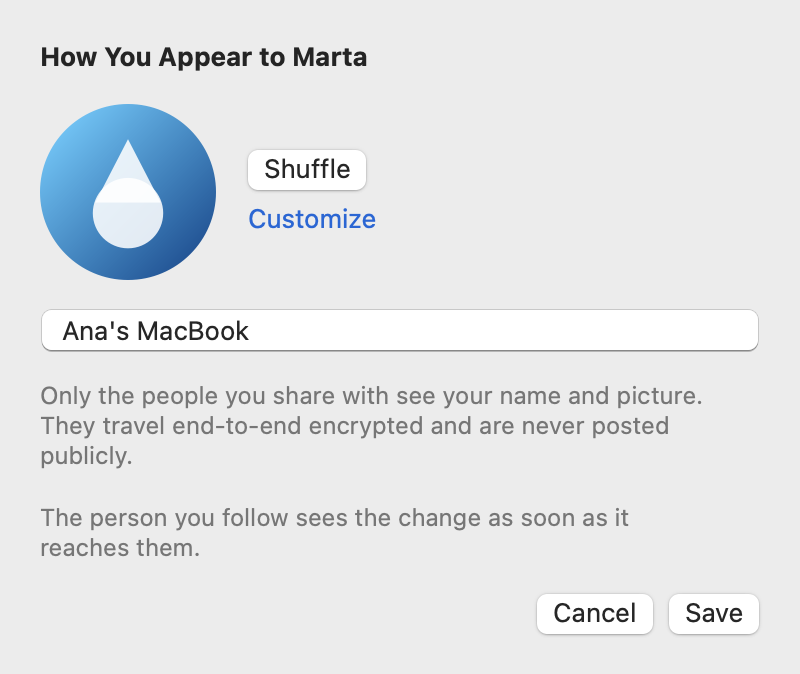 How You Appear to Marta
Shuffle
Customize
Ana's MacBook
Only the people you share with see your name and picture.
They travel end-to-end encrypted and are never posted
publicly.
The person you follow sees the change as soon as it
reaches them.
Cancel
Save